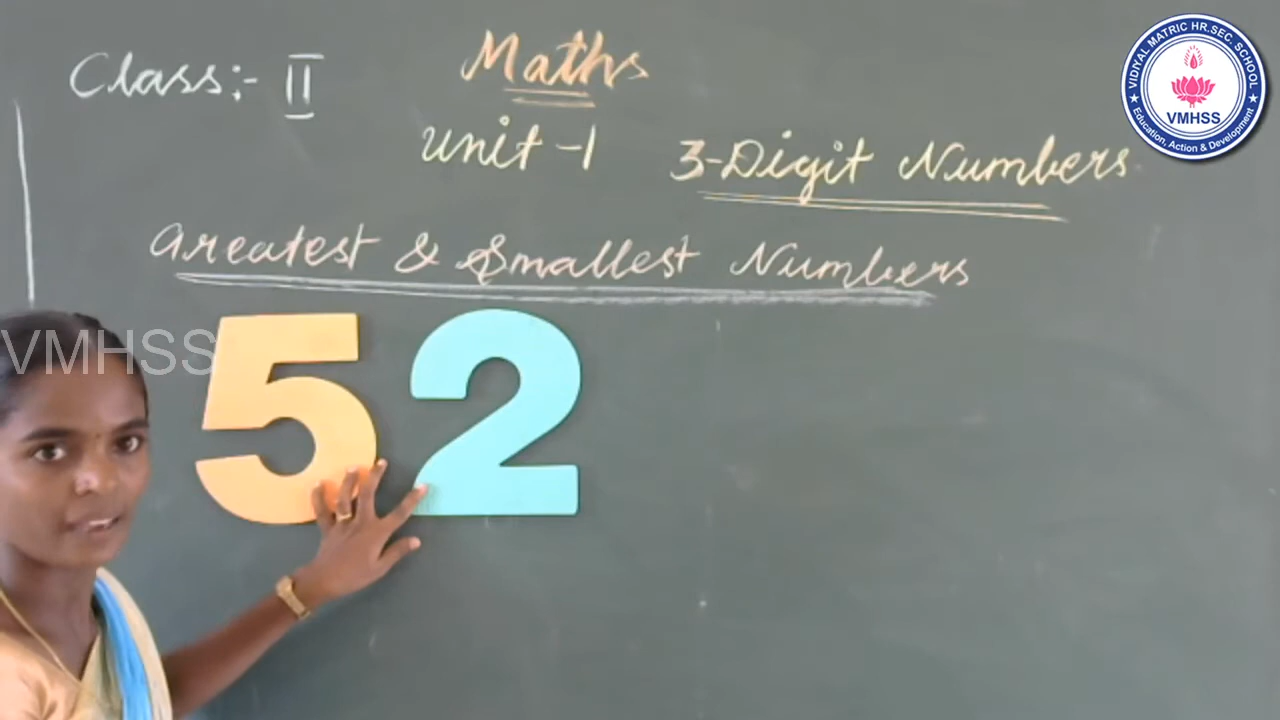 Class:- II
Maths
Unit -1
3-Digit Numbers
Greatest & Smallest Numbers
52
VMHSS
VIDIYAL MATRIC HR.SEC. SCHOOL
VMHSS
★ Education, Action & Development ★